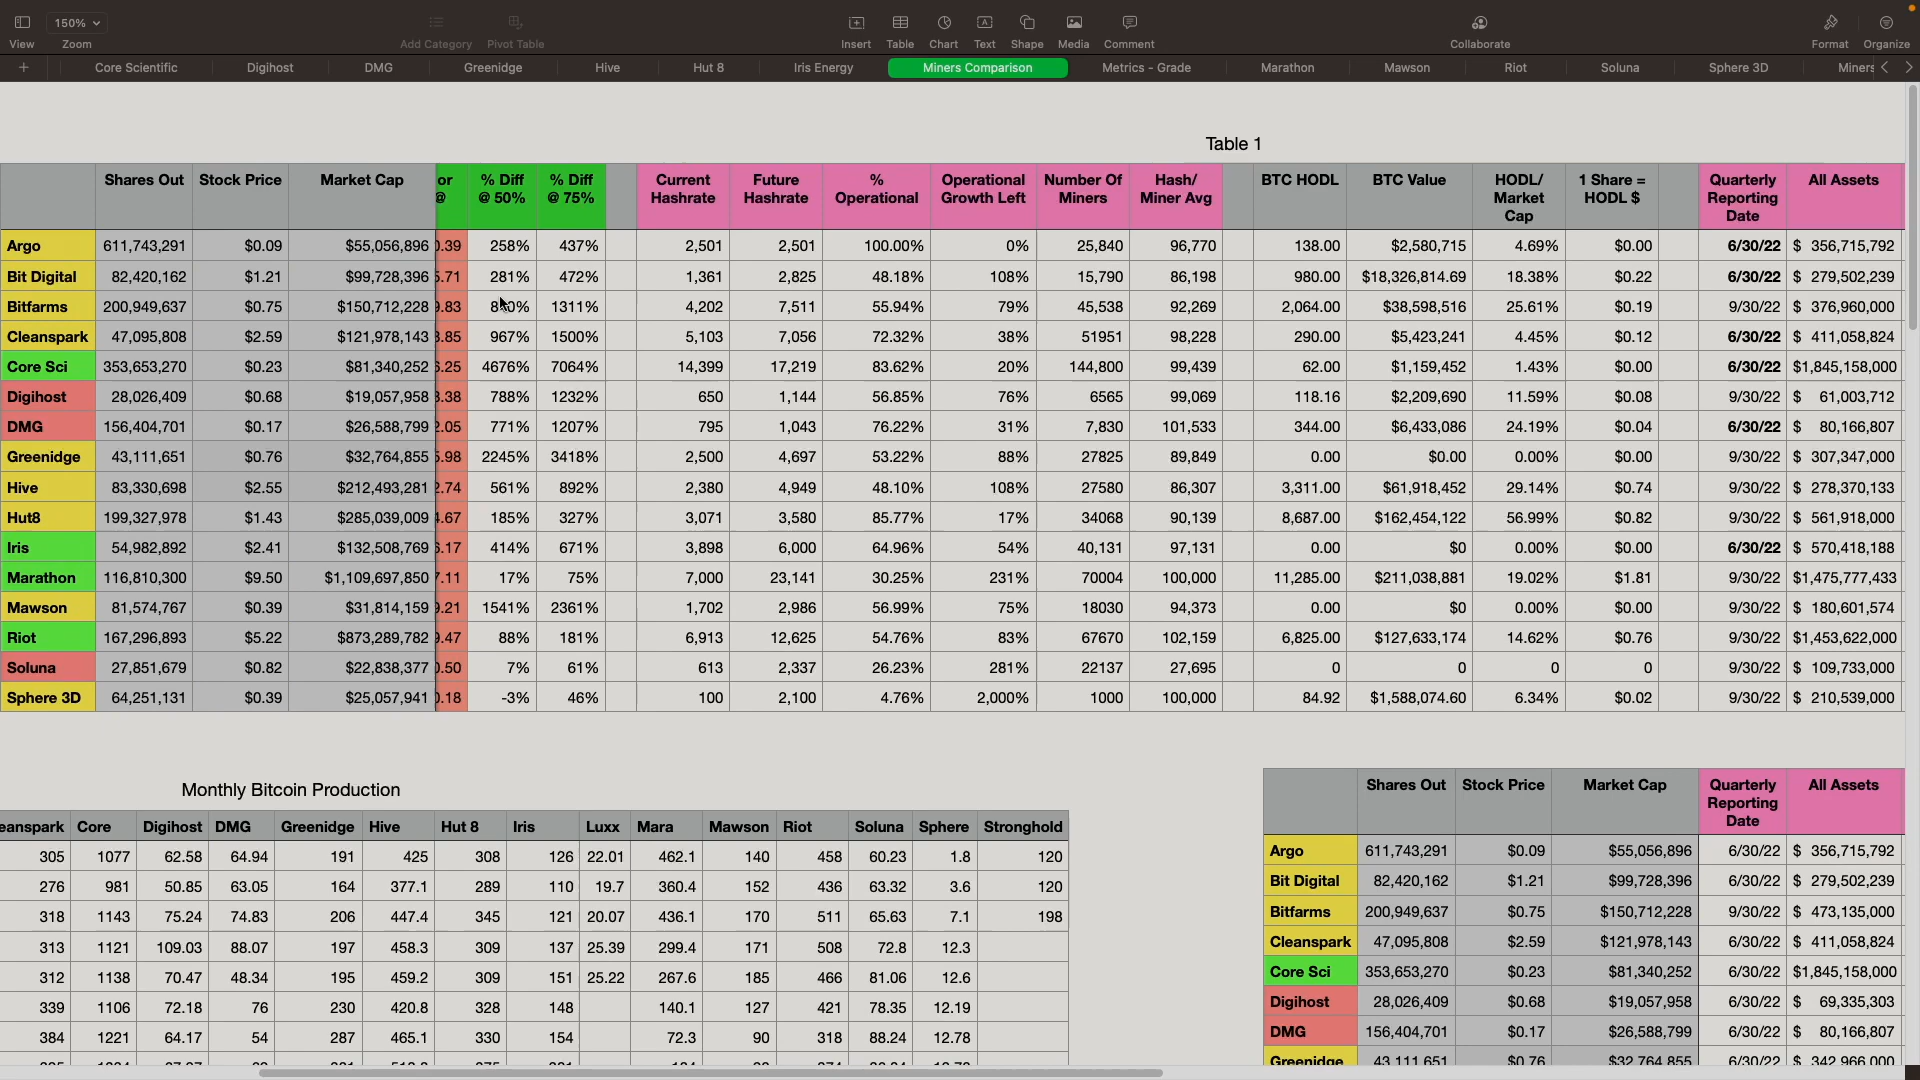 150%
View Zoom Add Category Pivot Table Insert Table Chart Text Shape Media Comment Collaborate Format Organize
+ Core Scientific Digihost DMG Greenidge Hive Hut 8 Iris Energy Miners Comparison Metrics - Grade Marathon Mawson Riot Soluna Sphere 3D Miners
Table 1
Shares Out Stock Price Market Cap or @ % Diff @ 50% % Diff @ 75% Current Hashrate Future Hashrate % Operational Operational Growth Left Number Of Miners Hash/ Miner Avg BTC HODL BTC Value HODL/ Market Cap 1 Share = HODL $ Quarterly Reporting Date All Assets
Argo 611,743,291 $0.09 $55,056,896 .39 258% 437% 2,501 2,501 100.00% 0% 25,840 96,770 138.00 $2,580,715 4.69% $0.00 6/30/22 $ 356,715,792
Bit Digital 82,420,162 $1.21 $99,728,396 .71 281% 472% 1,361 2,825 48.18% 108% 15,790 86,198 980.00 $18,326,814.69 18.38% $0.22 6/30/22 $ 279,502,239
Bitfarms 200,949,637 $0.75 $150,712,228 .83 1311% 4,202 7,511 55.94% 79% 45,538 92,269 2,064.00 $38,598,516 25.61% $0.19 9/30/22 $ 376,960,000
Cleanspark 47,095,808 $2.59 $121,978,143 .85 967% 1500% 5,103 7,056 72.32% 38% 51951 98,228 290.00 $5,423,241 4.45% $0.12 6/30/22 $ 411,058,824
Core Sci 353,653,270 $0.23 $81,340,252 .25 4676% 7064% 14,399 17,219 83.62% 20% 144,800 99,439 62.00 $1,159,452 1.43% $0.00 6/30/22 $1,845,158,000
Digihost 28,026,409 $0.68 $19,057,958 .38 788% 1232% 650 1,144 56.85% 76% 6565 99,069 118.16 $2,209,690 11.59% $0.08 9/30/22 $ 61,003,712
DMG 156,404,701 $0.17 $26,588,799 .05 771% 1207% 795 1,043 76.22% 31% 7,830 101,533 344.00 $6,433,086 24.19% $0.04 6/30/22 $ 80,166,807
Greenidge 43,111,651 $0.76 $32,764,855 .98 2245% 3418% 2,500 4,697 53.22% 88% 27825 89,849 0.00 $0.00 0.00% $0.00 9/30/22 $ 307,347,000
Hive 83,330,698 $2.55 $212,493,281 .74 561% 892% 2,380 4,949 48.10% 108% 27580 86,307 3,311.00 $61,918,452 29.14% $0.74 9/30/22 $ 278,370,133
Hut8 199,327,978 $1.43 $285,039,009 .67 185% 327% 3,071 3,580 85.77% 17% 34068 90,139 8,687.00 $162,454,122 56.99% $0.82 9/30/22 $ 561,918,000
Iris 54,982,892 $2.41 $132,508,769 .17 414% 671% 3,898 6,000 64.96% 54% 40,131 97,131 0.00 $0 0.00% $0.00 6/30/22 $ 570,418,188
Marathon 116,810,300 $9.50 $1,109,697,850 .11 17% 75% 7,000 23,141 30.25% 231% 70004 100,000 11,285.00 $211,038,881 19.02% $1.81 9/30/22 $1,475,777,433
Mawson 81,574,767 $0.39 $31,814,159 .21 1541% 2361% 1,702 2,986 56.99% 75% 18030 94,373 0.00 $0 0.00% $0.00 9/30/22 $ 180,601,574
Riot 167,296,893 $5.22 $873,289,782 .47 88% 181% 6,913 12,625 54.76% 83% 67670 102,159 6,825.00 $127,633,174 14.62% $0.76 9/30/22 $1,453,622,000
Soluna 27,851,679 $0.82 $22,838,377 .50 7% 61% 613 2,337 26.23% 281% 22137 27,695 0 0 0 0 9/30/22 $ 109,733,000
Sphere 3D 64,251,131 $0.39 $25,057,941 .18 -3% 46% 100 2,100 4.76% 2,000% 1000 100,000 84.92 $1,588,074.60 6.34% $0.02 9/30/22 $ 210,539,000
Monthly Bitcoin Production
eanspark Core Digihost DMG Greenidge Hive Hut 8 Iris Luxx Mara Mawson Riot Soluna Sphere Stronghold
305 1077 62.58 64.94 191 425 308 126 22.01 462.1 140 458 60.23 1.8 120
276 981 50.85 63.05 164 377.1 289 110 19.7 360.4 152 436 63.32 3.6 120
318 1143 75.24 74.83 206 447.4 345 121 20.07 436.1 170 511 65.63 7.1 198
313 1121 109.03 88.07 197 458.3 309 137 25.39 299.4 171 508 72.8 12.3
312 1138 70.47 48.34 195 459.2 309 151 25.22 267.6 185 466 81.06 12.6
339 1106 72.18 76 230 420.8 328 148 140.1 127 421 78.35 12.19
384 1221 64.17 54 287 465.1 330 154 72.3 90 318 88.24 12.78
Shares Out Stock Price Market Cap Quarterly Reporting Date All Assets
Argo 611,743,291 $0.09 $55,056,896 6/30/22 $ 356,715,792
Bit Digital 82,420,162 $1.21 $99,728,396 6/30/22 $ 279,502,239
Bitfarms 200,949,637 $0.75 $150,712,228 9/30/22 $ 473,135,000
Cleanspark 47,095,808 $2.59 $121,978,143 6/30/22 $ 411,058,824
Core Sci 353,653,270 $0.23 $81,340,252 6/30/22 $1,845,158,000
Digihost 28,026,409 $0.68 $19,057,958 6/30/22 $ 69,335,303
DMG 156,404,701 $0.17 $26,588,799 6/30/22 $ 80,166,807
Greenidge 43,111,651 $0.76 $32,764,855 6/30/22 $ 342,966,000